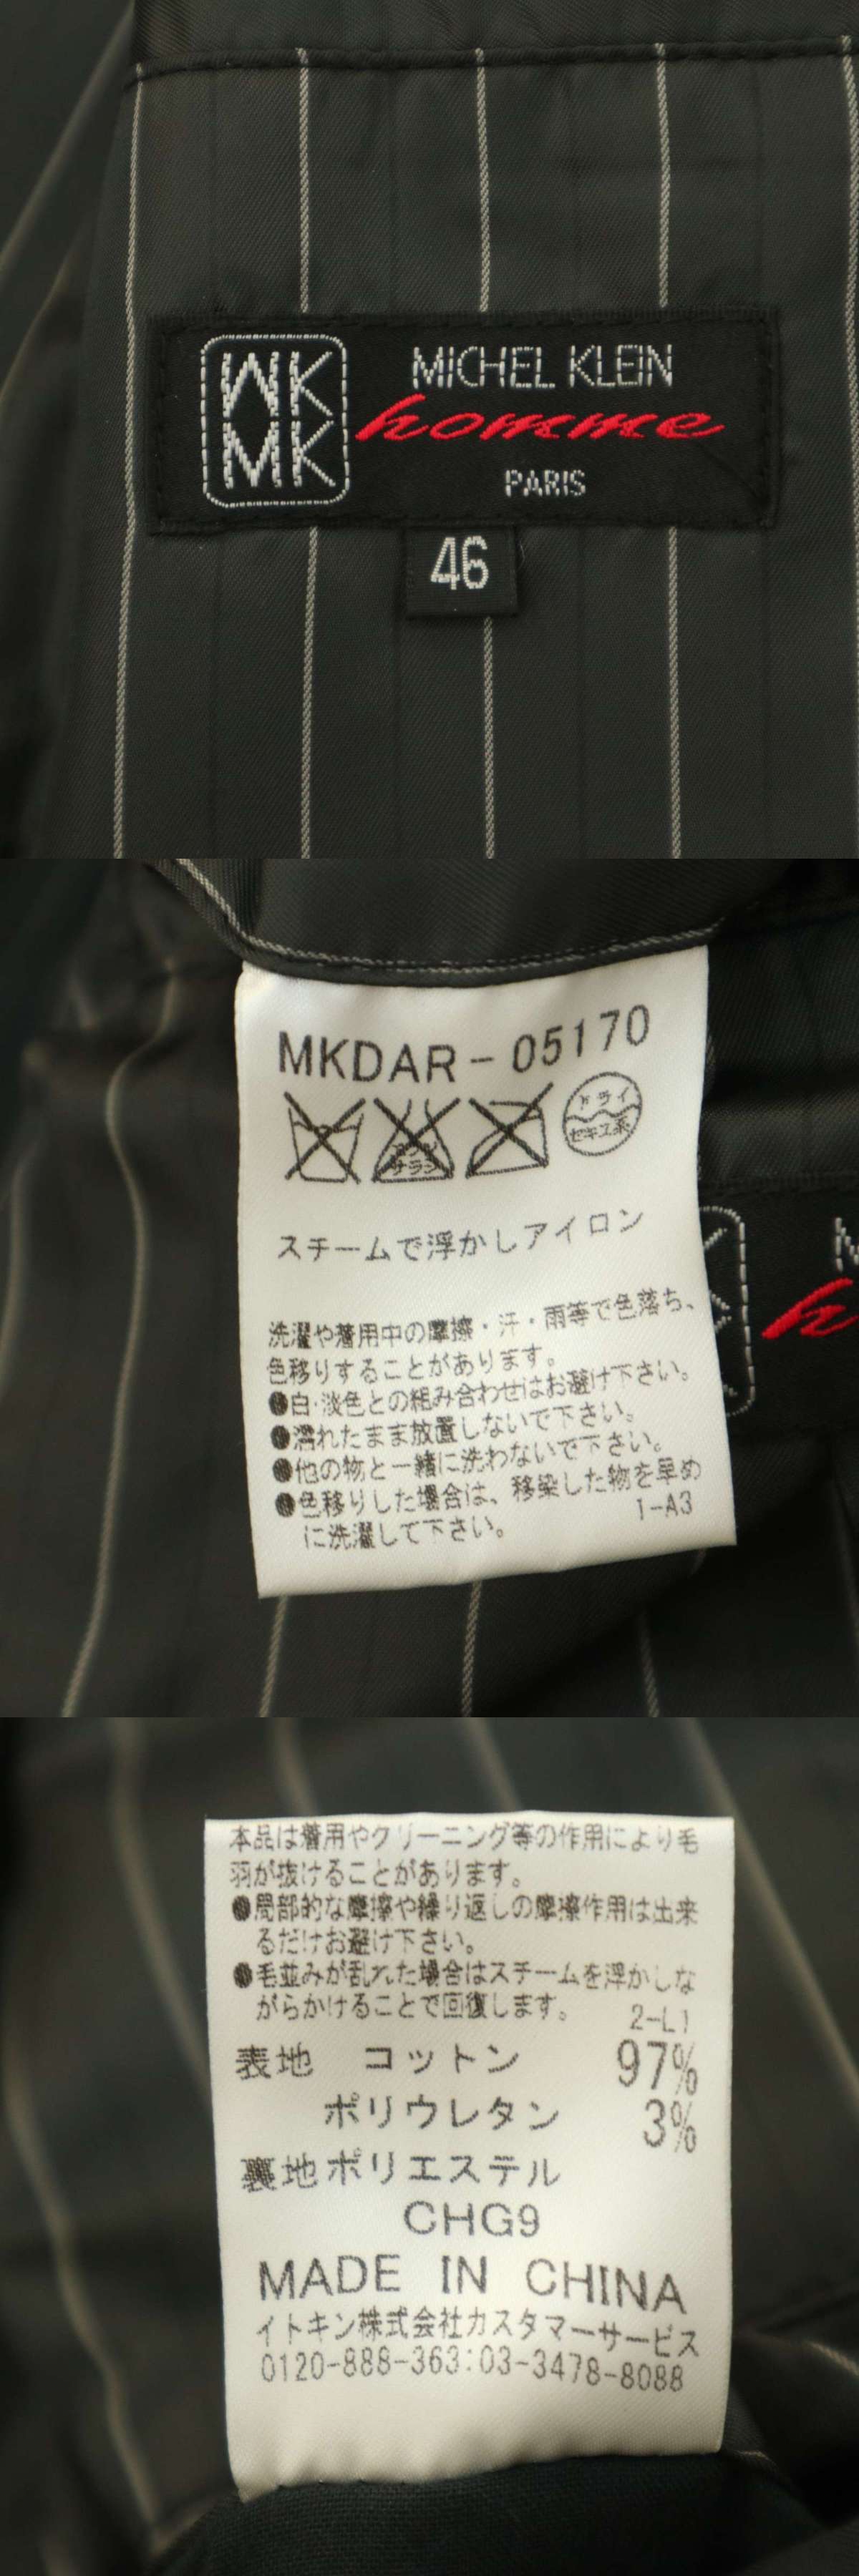 MK
MK
MICHEL KLEIN
homme
PARIS
46
MKDAR-05170
エンソ
サラシ
ドライ
セキユ系
スチームで浮かしアイロン
洗濯や着用中の摩擦・汗・雨等で色落ち、
色移りすることがあります。
●白・淡色との組み合わせはお避け下さい。
●濡れたまま放置しないで下さい。
●他の物と一緒に洗わないで下さい。
●色移りした場合は、移染した物を早め
に洗濯して下さい。 1-A3
本品は着用やクリーニング等の作用により毛
羽が抜けることがあります。
●局部的な摩擦や繰り返しの摩擦作用は出来
るだけお避け下さい。
●毛並みが乱れた場合はスチームを浮かしな
がらかけることで回復します。 2-L1
表地 コットン 97%
ポリウレタン 3%
裏地ポリエステル
CHG9
MADE IN CHINA
イトキン株式会社カスタマーサービス
0120-888-363:03-3478-8088